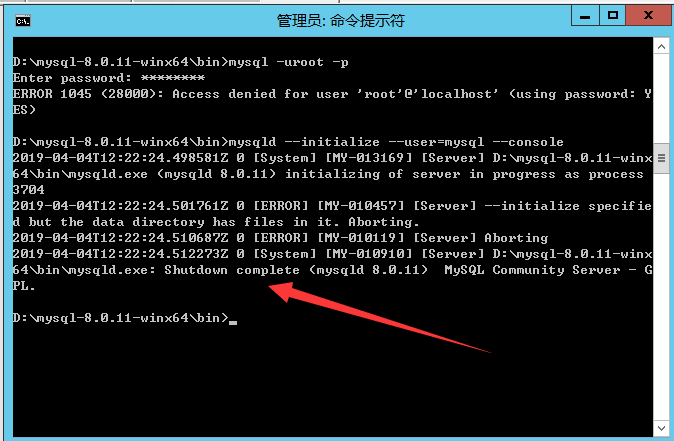 管理员: 命令提示符
D:\mysql-8.0.11-winx64\bin>mysql -uroot -p
Enter password: ********
ERROR 1045 (28000): Access denied for user 'root'@'localhost' (using password: Y
ES)
D:\mysql-8.0.11-winx64\bin>mysqld --initialize --user=mysql --console
2019-04-04T12:22:24.498581Z 0 [System] [MY-013169] [Server] D:\mysql-8.0.11-winx
64\bin\mysqld.exe (mysqld 8.0.11) initializing of server in progress as process
3704
2019-04-04T12:22:24.501761Z 0 [ERROR] [MY-010457] [Server] --initialize specifie
d but the data directory has files in it. Aborting.
2019-04-04T12:22:24.510687Z 0 [ERROR] [MY-010119] [Server] Aborting
2019-04-04T12:22:24.512273Z 0 [System] [MY-010910] [Server] D:\mysql-8.0.11-winx
64\bin\mysqld.exe: Shutdown complete (mysqld 8.0.11)  MySQL Community Server - G
PL.
D:\mysql-8.0.11-winx64\bin>